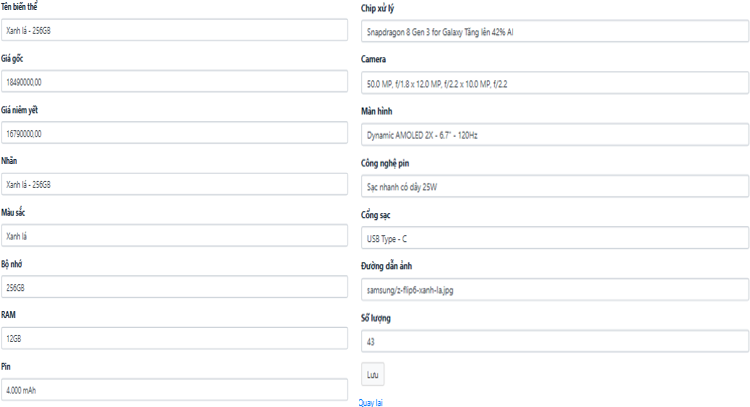 Tên biến thể
Xanh lá - 256GB
Giá gốc
18490000,00
Giá niêm yết
16790000,00
Nhãn
Xanh lá - 256GB
Màu sắc
Xanh lá
Bộ nhớ
256GB
RAM
12GB
Pin
4.000 mAh
Chip xử lý
Snapdragon 8 Gen 3 for Galaxy Tăng lên 42% AI
Camera
50.0 MP, f/1.8 x 12.0 MP, f/2.2 x 10.0 MP, f/2.2
Màn hình
Dynamic AMOLED 2X - 6.7" - 120Hz
Công nghệ pin
Sạc nhanh có dây 25W
Cổng sạc
USB Type - C
Đường dẫn ảnh
samsung/z-flip6-xanh-la.jpg
Số lượng
43
Lưu
Quay lại